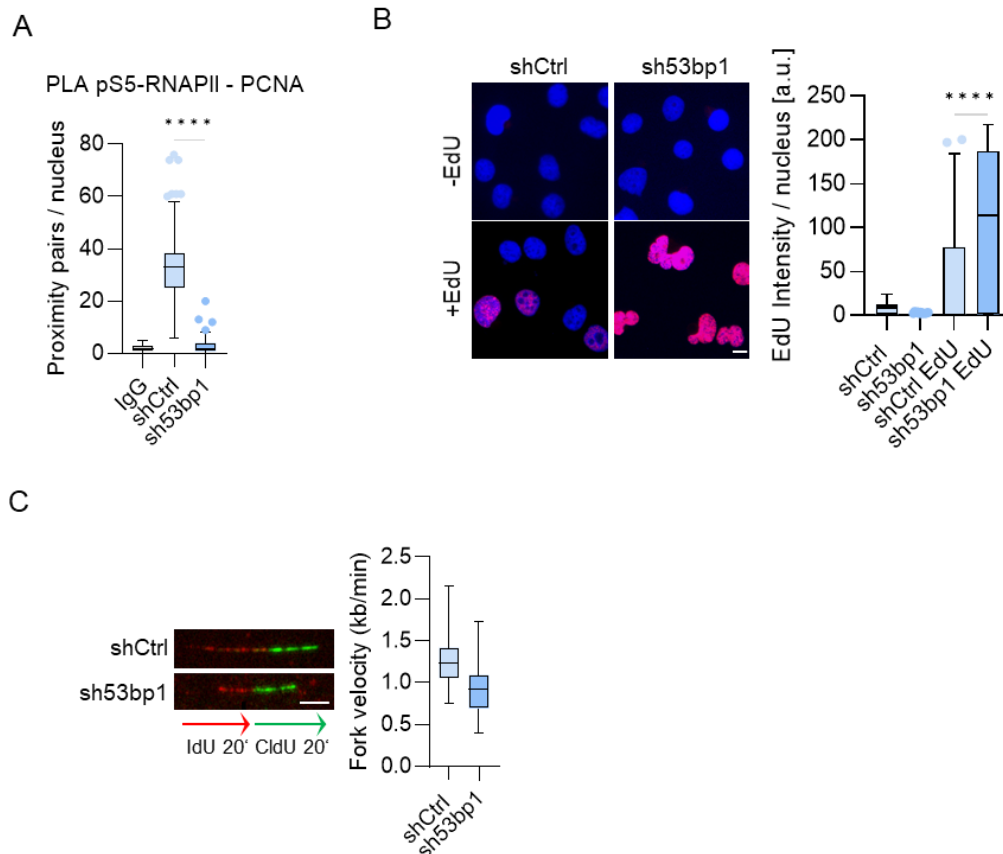 A
PLA pS5-RNAPII - PCNA
****
Proximity pairs / nucleus
80
60
40
20
0
IgG
shCtrl
sh53bp1
B
shCtrl
sh53bp1
-EdU
+EdU
****
EdU Intensity / nucleus [a.u.]
250
200
150
100
50
0
shCtrl
sh53bp1
shCtrl EdU
sh53bp1 EdU
C
shCtrl
sh53bp1
IdU 20‘ CldU 20‘
Fork velocity (kb/min)
2.5
2.0
1.5
1.0
0.5
0.0
shCtrl
sh53bp1